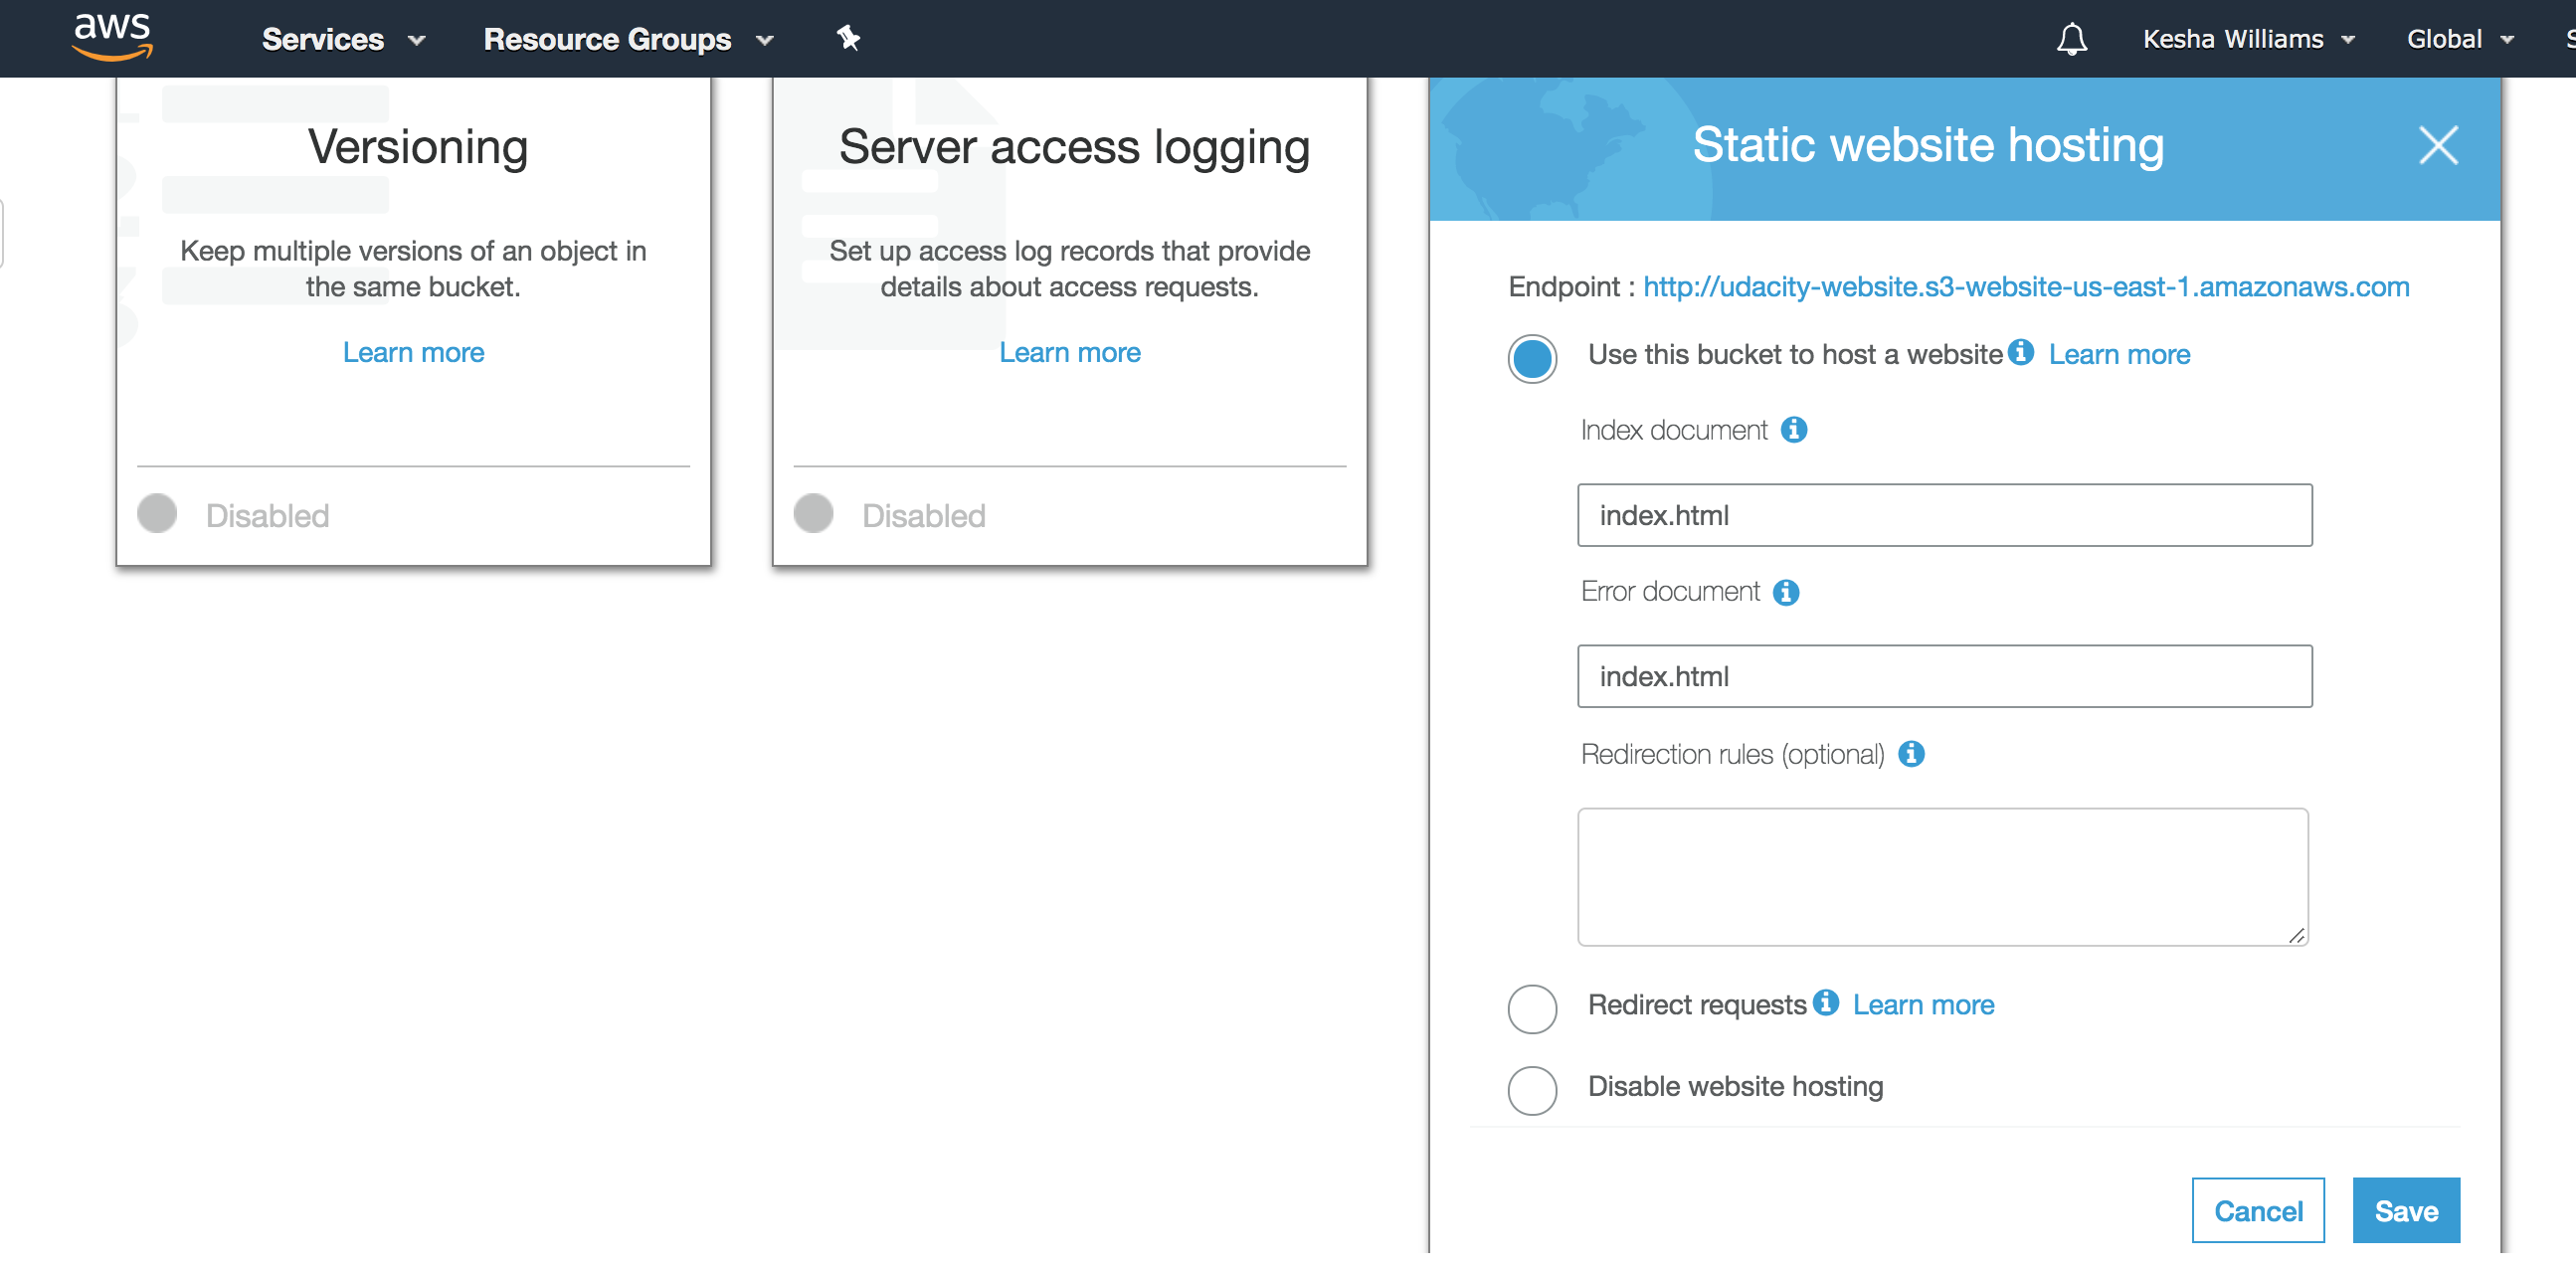 aws Services Resource Groups Kesha Williams Global
Versioning
Keep multiple versions of an object in
the same bucket.
Learn more
Disabled
Server access logging
Set up access log records that provide
details about access requests.
Learn more
Disabled
Static website hosting
Endpoint : http://udacity-website.s3-website-us-east-1.amazonaws.com
Use this bucket to host a website Learn more
Index document
index.html
Error document
index.html
Redirection rules (optional)
Redirect requests Learn more
Disable website hosting
Cancel Save